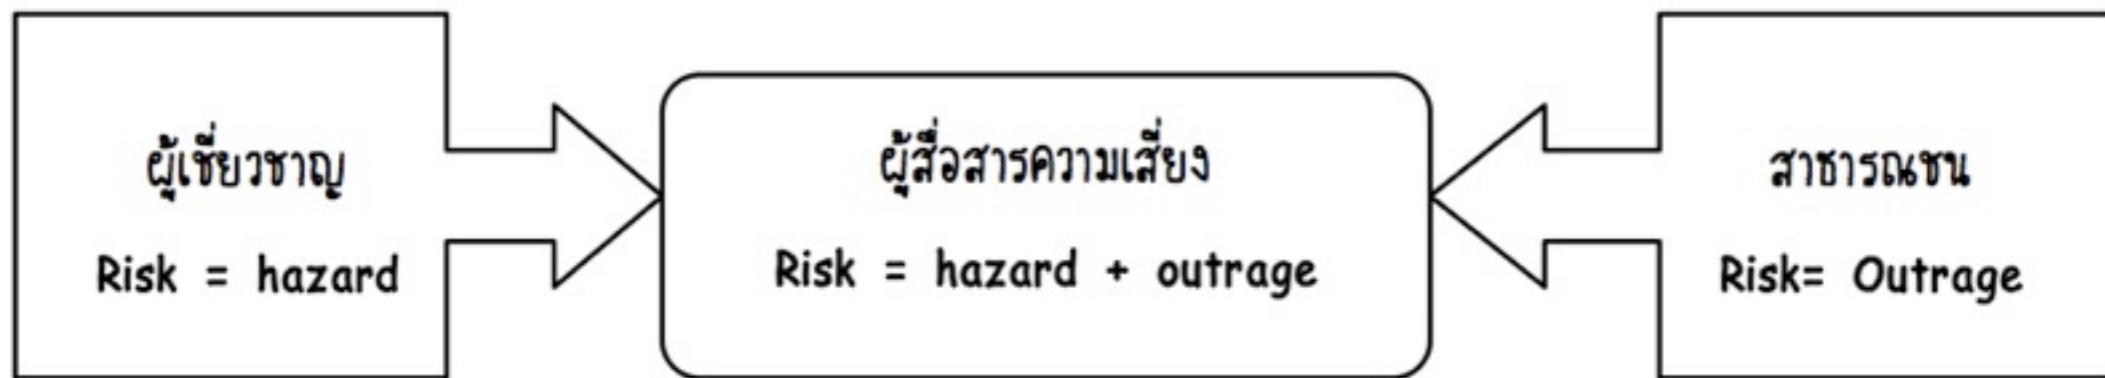 ผู้เชี่ยวชาญ
Risk = hazard
ผู้สื่อสารความเสี่ยง
Risk = hazard + outrage
สาธารณชน
Risk= Outrage